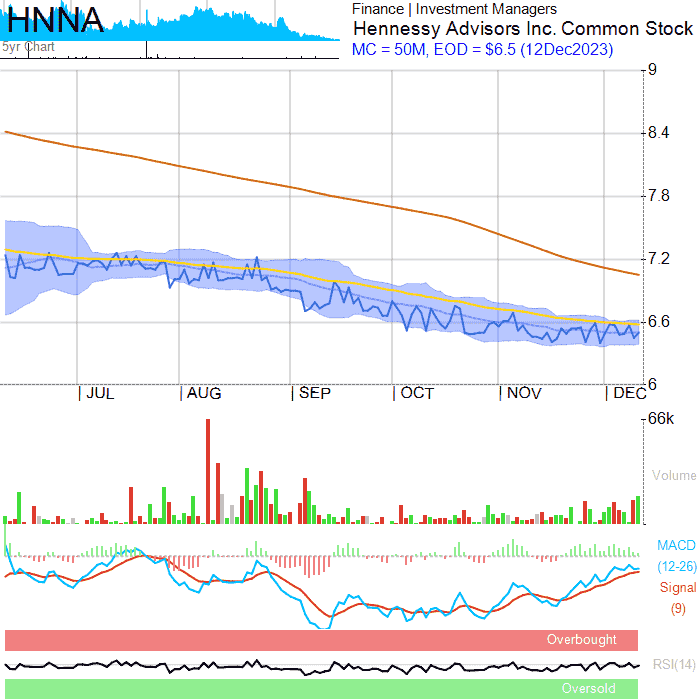 HNNA
5yr Chart
Finance | Investment Managers
Hennessy Advisors Inc. Common Stock
MC = 50M, EOD = $6.5 (12Dec2023)
9
8.4
7.8
7.2
6.6
6
JUL AUG SEP OCT NOV DEC
66k
Volume
MACD
(12-26)
Signal
(9)
Overbought
RSI(14)
Oversold